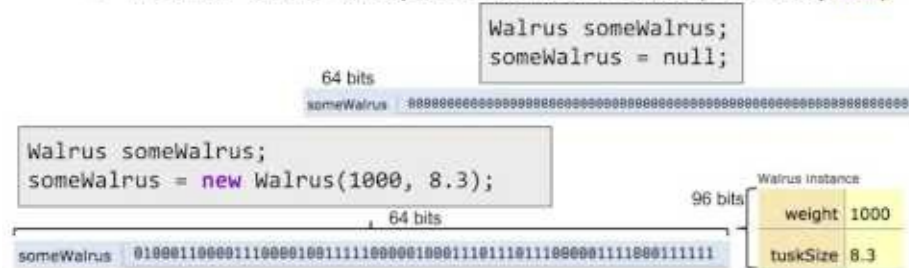 Walrus someWalrus;
someWalrus = null;
64 bits
someWalrus
Walrus someWalrus;
someWalrus = new Walrus(1000, 8.3);
64 bits
someWalrus
96 bits
Walrus instance
weight 1000
tuskSize 8.3